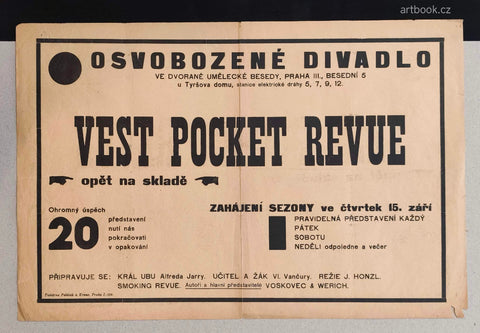 artbook.cz
OSVOBOZENÉ DIVADLO
VE DVORANĚ UMĚLECKÉ BESEDY, PRAHA III., BESEDNÍ 5
u Tyršova domu, stanice elektrické dráhy 5, 7, 9, 12.
VEST POCKET REVUE
opět na skladě
Ohromný úspěch
20
představení
nutí nás
pokračovati
v opakování
ZAHÁJENÍ SEZONY ve čtvrtek 15. září
PRAVIDELNÁ PŘEDSTAVENÍ KAŽDÝ
PÁTEK
SOBOTU
NEDĚLI odpoledne a večer
PŘIPRAVUJE SE: KRÁL UBU Alfreda Jarry. UČITEL A ŽÁK Vl. Vančury. REŽIE J. HONZL.
SMOKING REVUE. Autoři a hlavní představitelé VOSKOVEC & WERICH.